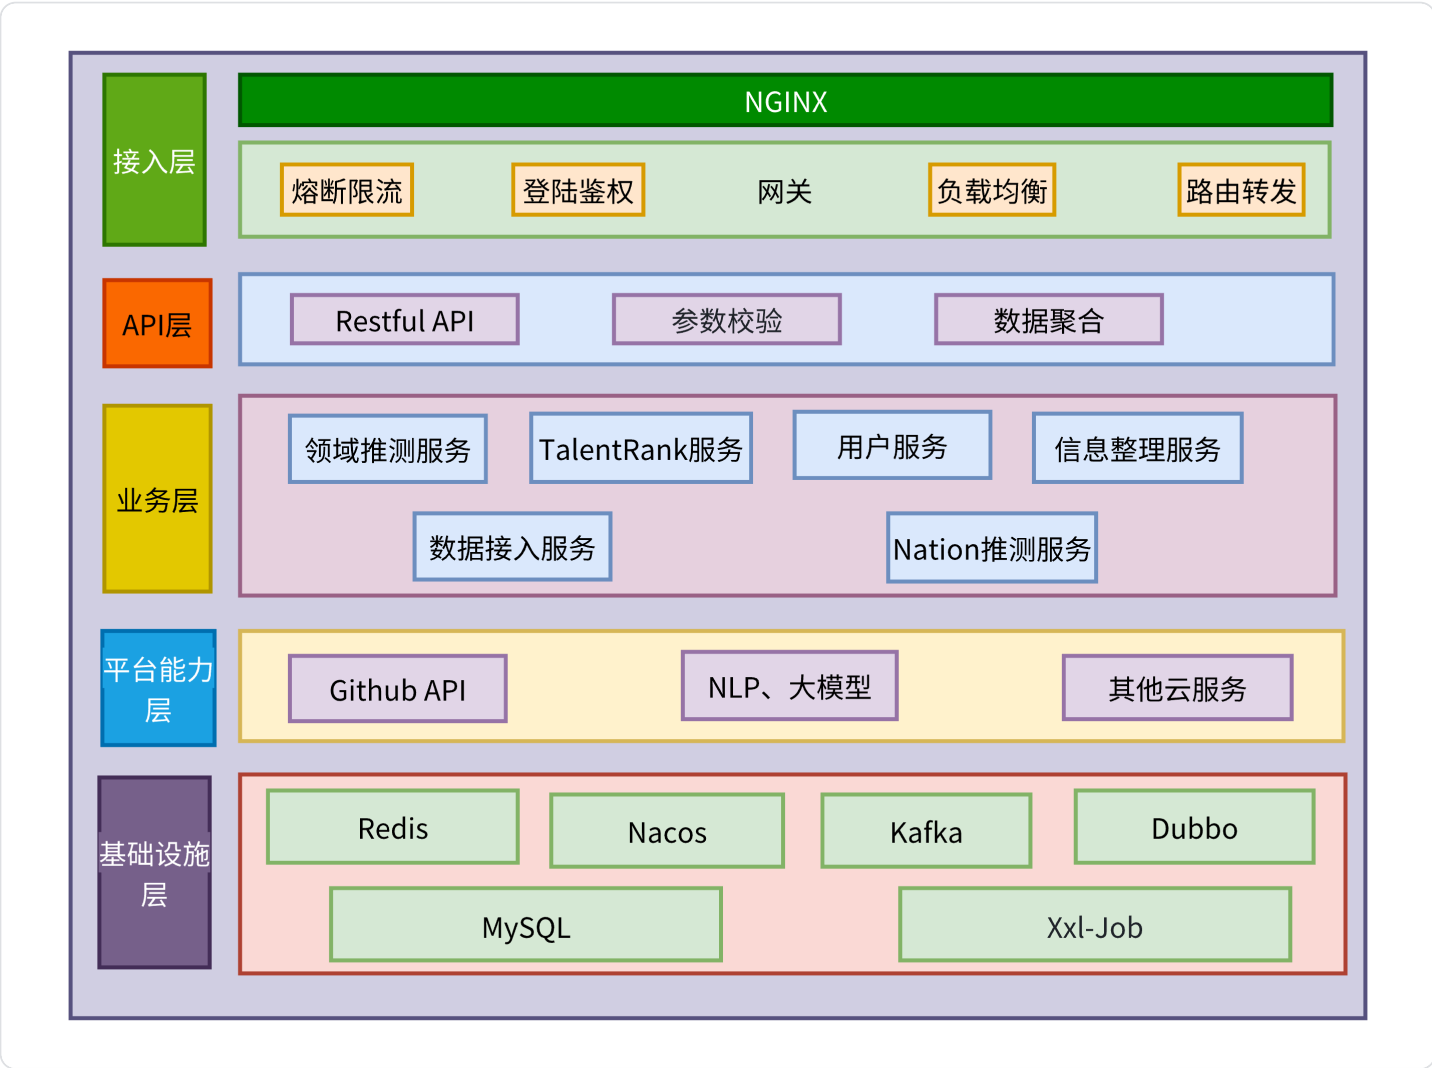 NGINX
接入层
熔断限流
登陆鉴权
网关
负载均衡
路由转发
API层
Restful API
参数校验
数据聚合
业务层
领域推测服务
TalentRank服务
用户服务
信息整理服务
数据接入服务
Nation推测服务
平台能力
层
Github API
NLP、大模型
其他云服务
基础设施
层
Redis
Nacos
Kafka
Dubbo
MySQL
Xxl-Job